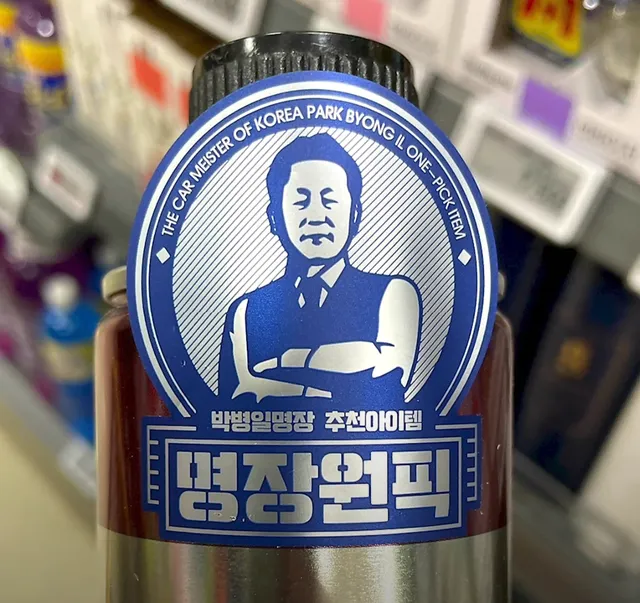 THE CAR MEISTER OF KOREA PARK BYONG IL ONE-PICK ITEM
박병일명장 추천아이템
명장원픽